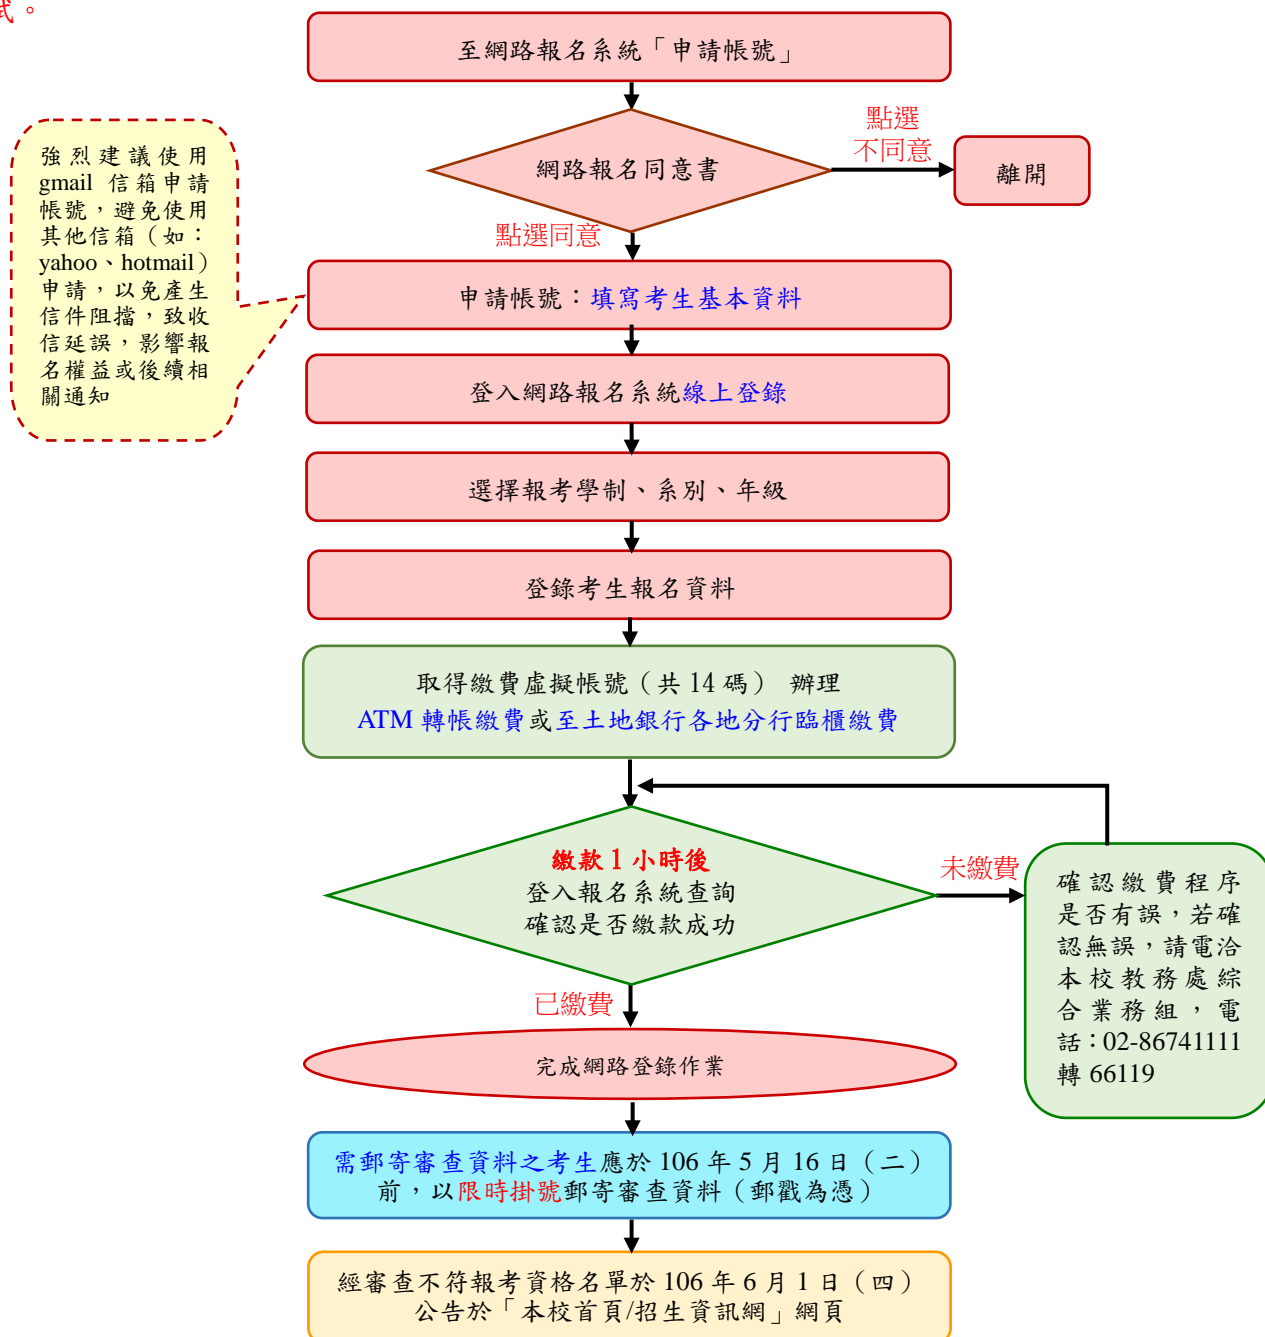 試。
至網路報名系統「申請帳號」
網路報名同意書
點選
不同意
離開
點選同意
強烈建議使用
gmail 信箱申請
帳號，避免使用
其他信箱（如：
yahoo、hotmail）
申請，以免產生
信件阻擋，致收
信延誤，影響報
名權益或後續相
關通知
申請帳號：填寫考生基本資料
登入網路報名系統線上登錄
選擇報考學制、系別、年級
登錄考生報名資料
取得繳費虛擬帳號（共 14 碼） 辦理
ATM 轉帳繳費或至土地銀行各地分行臨櫃繳費
繳款 1 小時後
登入報名系統查詢
確認是否繳款成功
未繳費
確認繳費程序
是否有誤，若確
認無誤，請電洽
本校教務處綜
合業務組，電
話：02-86741111
轉 66119
已繳費
完成網路登錄作業
需郵寄審查資料之考生應於 106 年 5 月 16 日（二）
前，以限時掛號郵寄審查資料（郵戳為憑）
經審查不符報考資格名單於 106 年 6 月 1 日（四）
公告於「本校首頁/招生資訊網」網頁